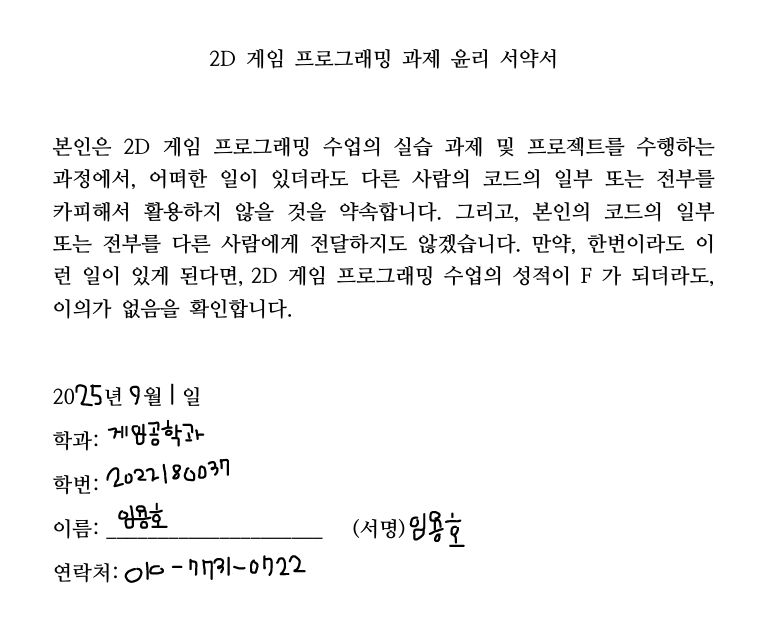 2D 게임 프로그래밍 과제 윤리 서약서
본인은 2D 게임 프로그래밍 수업의 실습 과제 및 프로젝트를 수행하는
과정에서, 어떠한 일이 있더라도 다른 사람의 코드의 일부 또는 전부를
카피해서 활용하지 않을 것을 약속합니다. 그리고, 본인의 코드의 일부
또는 전부를 다른 사람에게 전달하지도 않겠습니다. 만약, 한번이라도 이
런 일이 있게 된다면, 2D 게임 프로그래밍 수업의 성적이 F 가 되더라도,
이의가 없음을 확인합니다.
2025년 9월 1일
학과: 게임공학과
학번: 2022180037
이름: 임용호 (서명) 임용호
연락처: 010-7731-0722